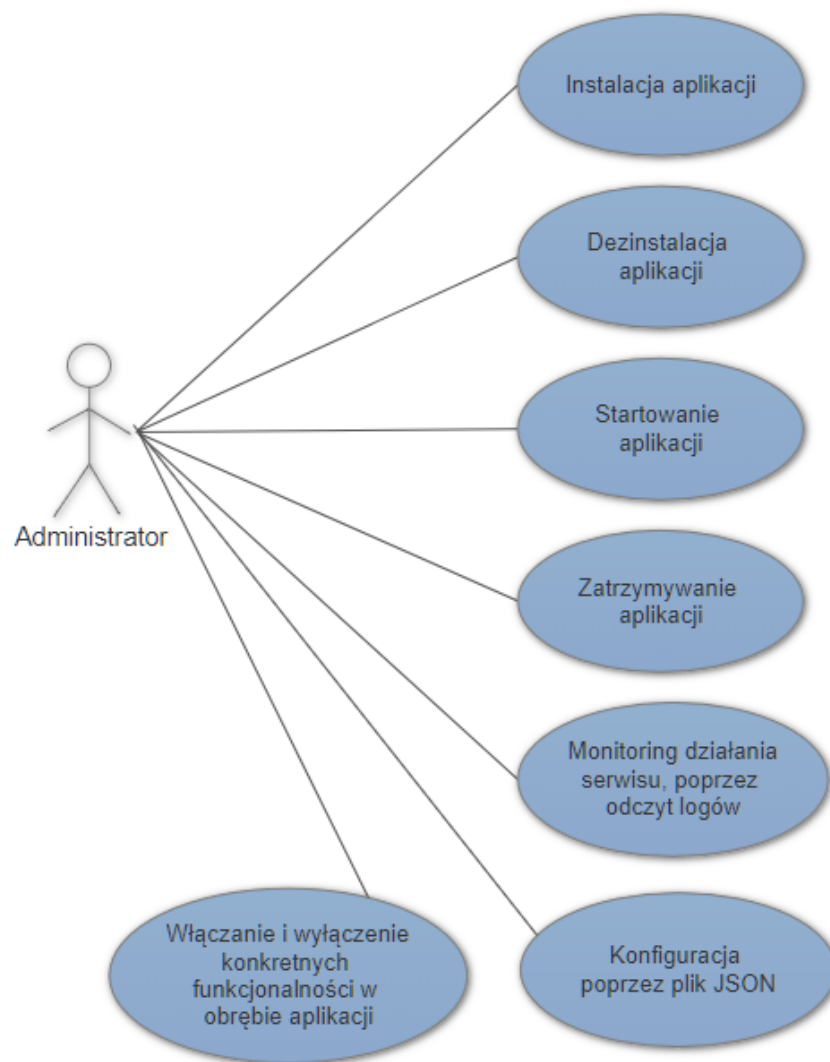 Instalacja aplikacji
Dezinstalacja
aplikacji
Startowanie
aplikacji
Administrator
Zatrzymywanie
aplikacji
Monitoring działania
serwisu, poprzez
odczyt logów
Włączanie i wyłączenie
konkretnych
funkcjonalności w
obrębie aplikacji
Konfiguracja
poprzez plik JSON